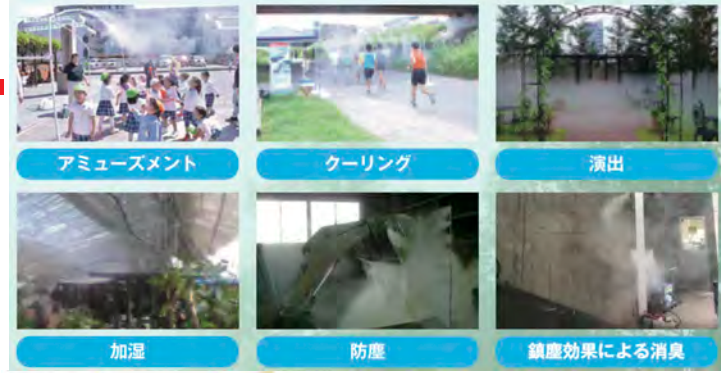 アミューズメント
クーリング
演出
加湿
防塵
鎮塵効果による消臭